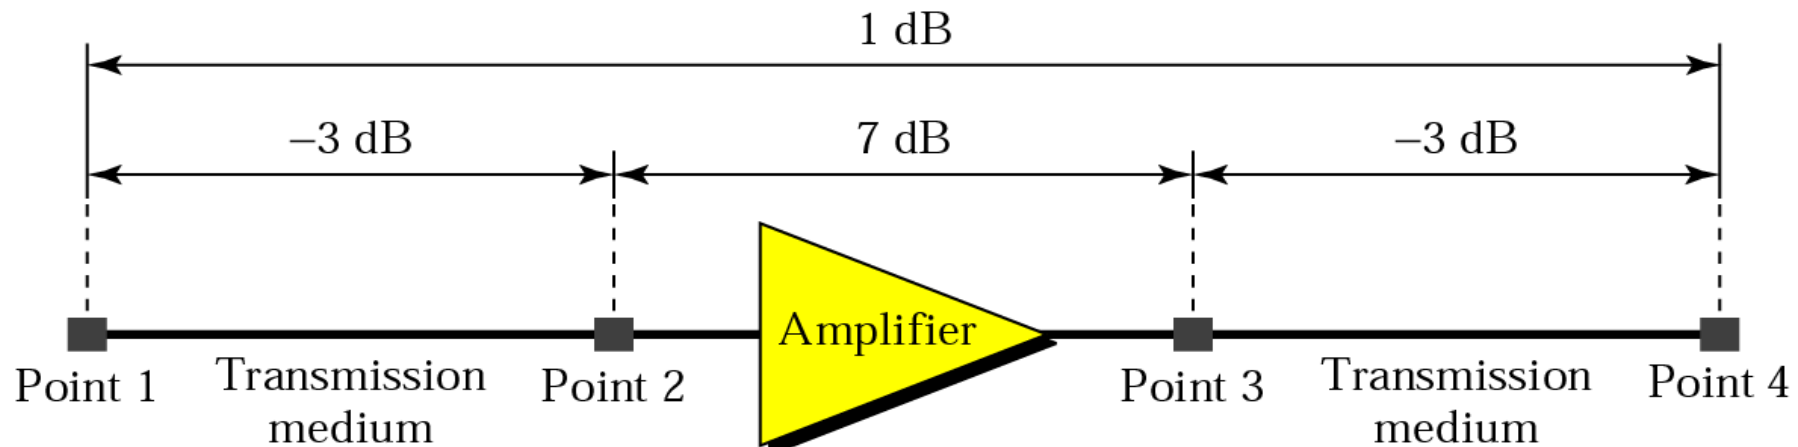 1 dB
–3 dB
7 dB
–3 dB
Amplifier
Point 1
Transmission
medium
Point 2
Point 3
Transmission
medium
Point 4